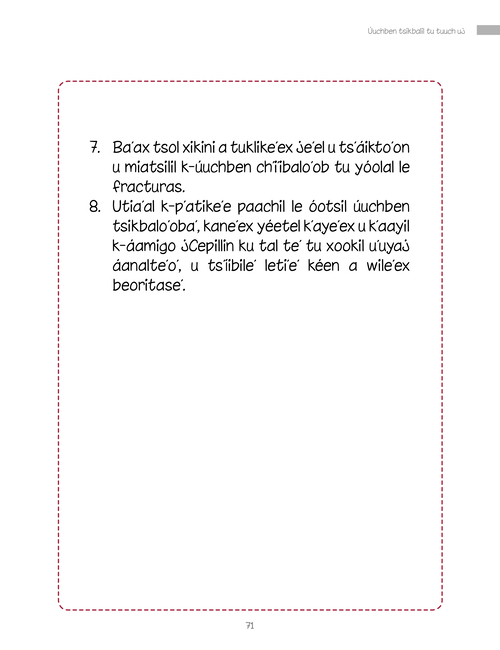 Úuchben tsikbalil tu tuuch uj
7. Ba'ax tsol xikini a tuklike'ex je'el u ts'áikto'on
u miatsilil k-úuchben ch'i'ibalo'ob tu yóolal le
fracturas.
8. Utia'al k-p'atike'e paachil le óotsil úuchben
tsikbalo'oba', kane'ex yéetel k'aye'ex u k'aayil
k-áamigo jCepillin ku tal te' tu xookil u'uyaj
áanalte'o', u ts'íibile' leti'e' kéen a wile'ex
beoritase'.
71